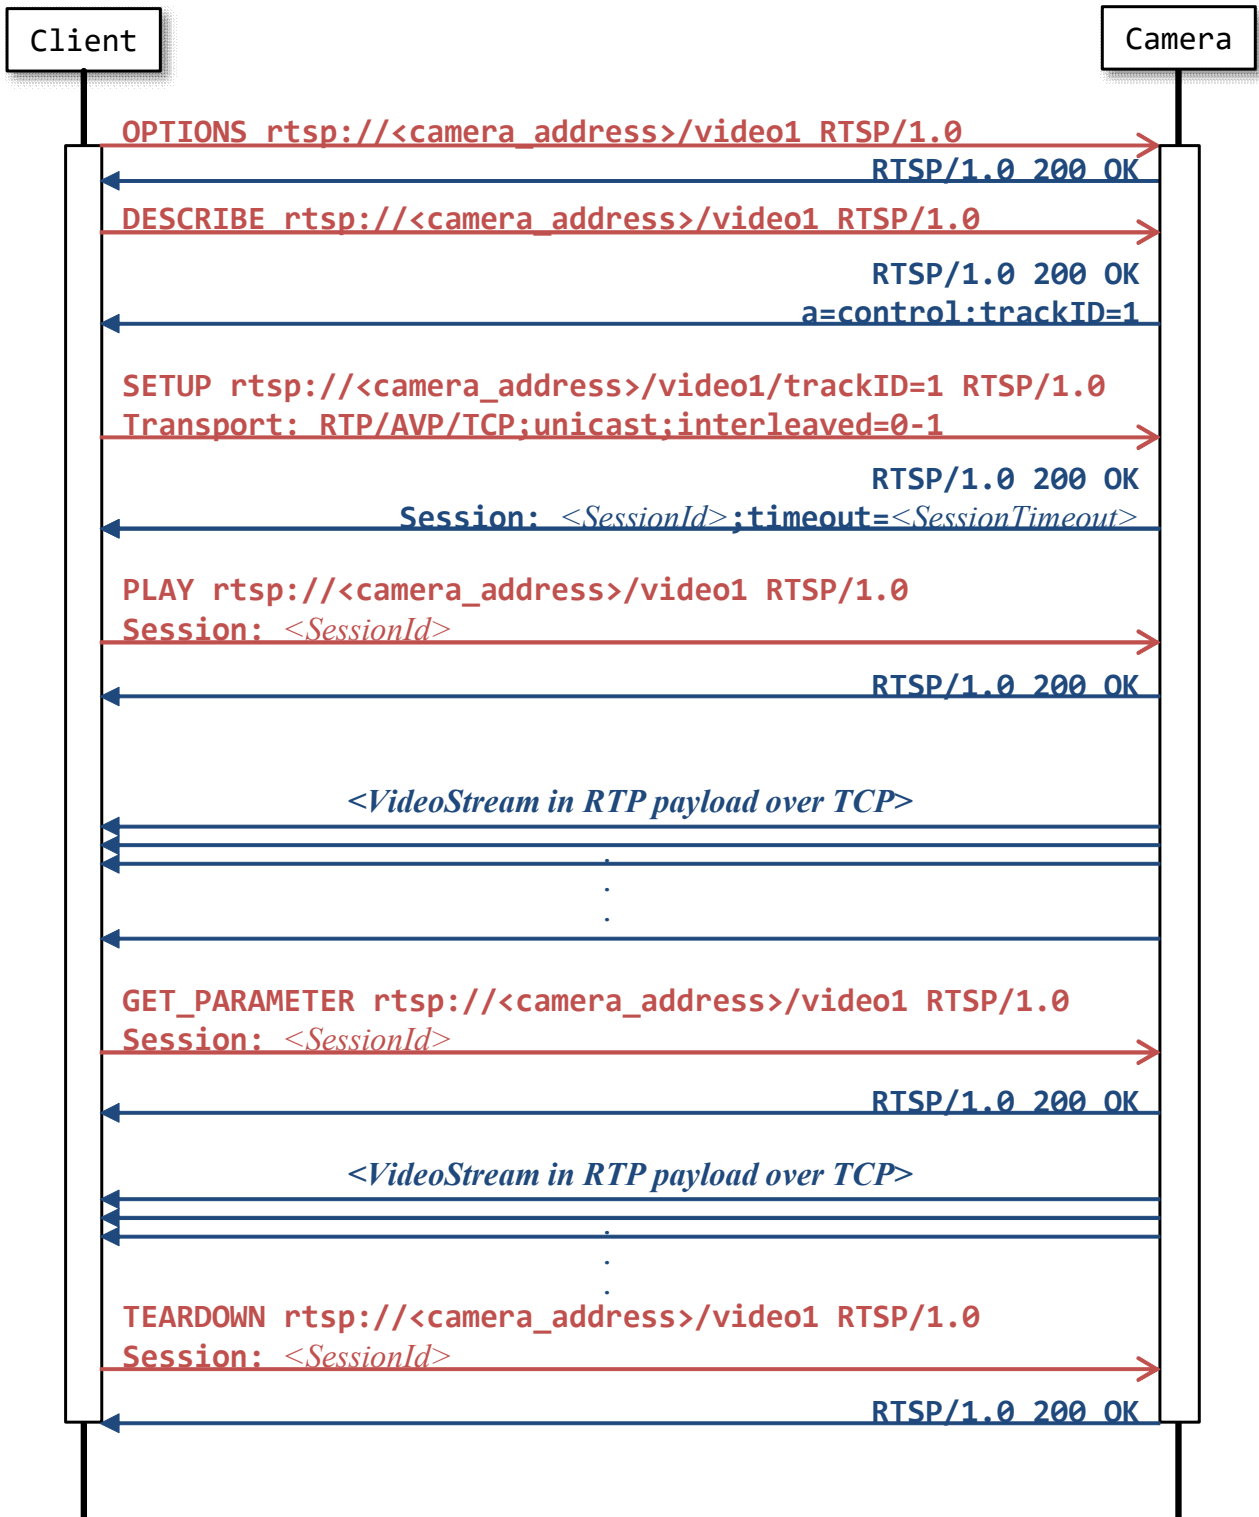 Client
Camera
OPTIONS rtsp://<camera_address>/video1 RTSP/1.0
RTSP/1.0 200 OK
DESCRIBE rtsp://<camera_address>/video1 RTSP/1.0
RTSP/1.0 200 OK
a=control:trackID=1
SETUP rtsp://<camera_address>/video1/trackID=1 RTSP/1.0
Transport: RTP/AVP/TCP;unicast;interleaved=0-1
RTSP/1.0 200 OK
Session: <SessionId>;timeout=<SessionTimeout>
PLAY rtsp://<camera_address>/video1 RTSP/1.0
Session: <SessionId>
RTSP/1.0 200 OK
<VideoStream in RTP payload over TCP>
.
.
.
GET_PARAMETER rtsp://<camera_address>/video1 RTSP/1.0
Session: <SessionId>
RTSP/1.0 200 OK
<VideoStream in RTP payload over TCP>
.
.
.
TEARDOWN rtsp://<camera_address>/video1 RTSP/1.0
Session: <SessionId>
RTSP/1.0 200 OK